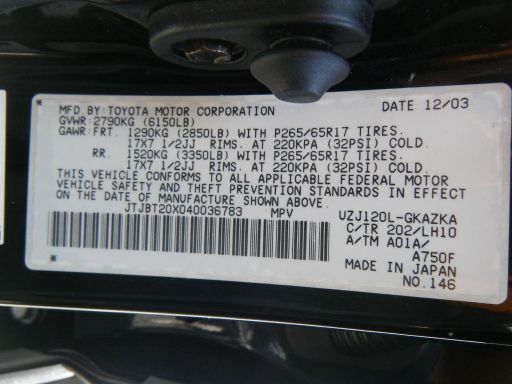 MFD BY: TOYOTA MOTOR CORPORATION DATE 12/03
GVWR: 2790KG (6150LB)
GAWR: FRT. 1290KG (2850LB) WITH P265/65R17 TIRES.
17X7 1/2JJ RIMS. AT 220KPA (32PSI) COLD.
RR. 1520KG (3350LB) WITH P265/65R17 TIRES.
17X7 1/2JJ RIMS. AT 220KPA (32PSI) COLD.
THIS VEHICLE CONFORMS TO ALL APPLICABLE FEDERAL MOTOR
VEHICLE SAFETY AND THEFT PREVENTION STANDARDS IN EFFECT
ON THE DATE OF MANUFACTURE SHOWN ABOVE.
JTJBT20X040036783 MPV UZJ120L-GKAZKA
C/TR 202/LH10
A/TM A01A/
A750F
MADE IN JAPAN
NO.146